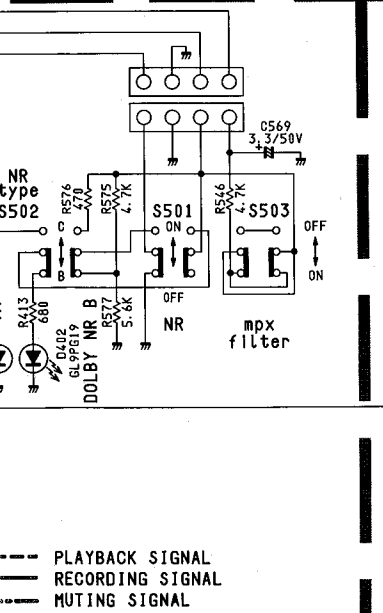 C569
3.3/50V
+
NR
type
S502
R576
470
R575
4.7K
S501
R546
4.7K
S503
C
ON
OFF
B
ON
OFF
R413
680
R577
5.6K
NR
mpx
filter
D402
GL9PG19
DOLBY NR B
PLAYBACK SIGNAL
RECORDING SIGNAL
MUTING SIGNAL